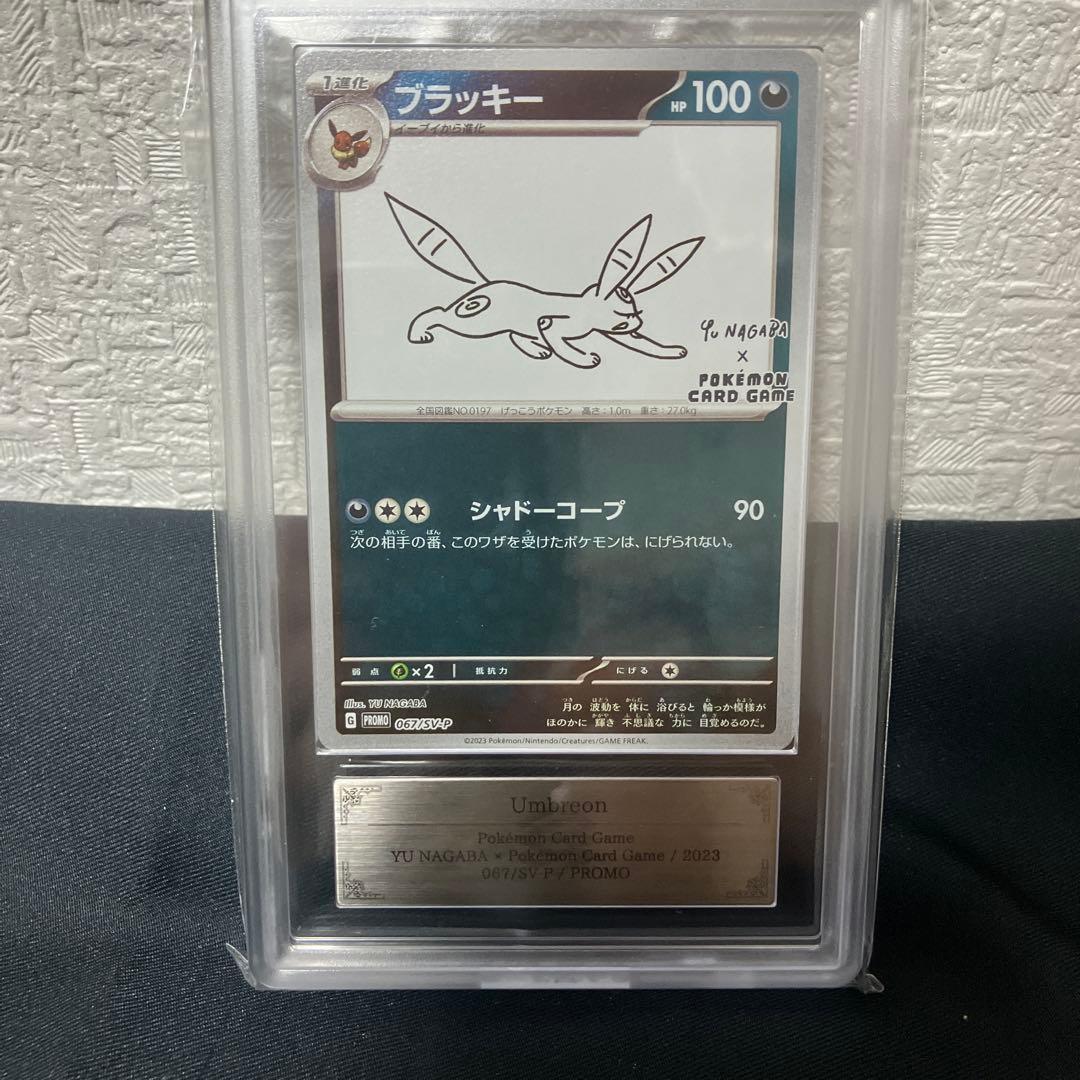 1進化 ブラッキー HP 100
イーブイから進化
Yu NAGABA
×
POKÉMON
CARD GAME
全国図鑑NO.0197 げっこうポケモン 高さ:1.0m 重さ:27.0kg
シャドーコープ 90
次の相手の番、このワザを受けたポケモンは、にげられない。
弱点 ×2 抵抗力 にげる
Illus. YU NAGABA
G PROMO 067/SV-P
月の 波動を 体に 浴びると 輪っか模様が
ほのかに 輝き 不思議な 力に 目覚めるのだ。
©2023 Pokémon/Nintendo/Creatures/GAME FREAK.
Umbreon
Pokémon Card Game
YU NAGABA × Pokémon Card Game / 2023
067/SV-P / PROMO